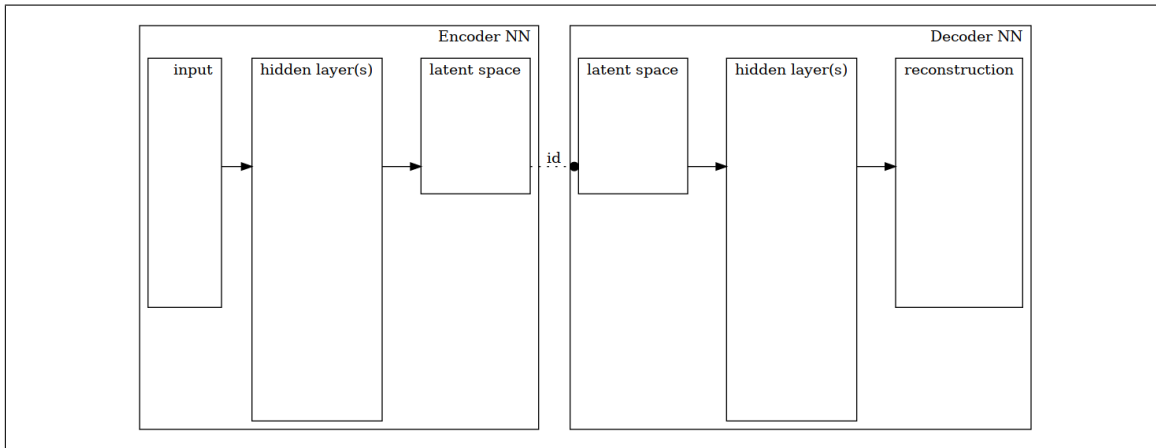 Encoder NN
input
hidden layer(s)
latent space
id
Decoder NN
latent space
hidden layer(s)
reconstruction